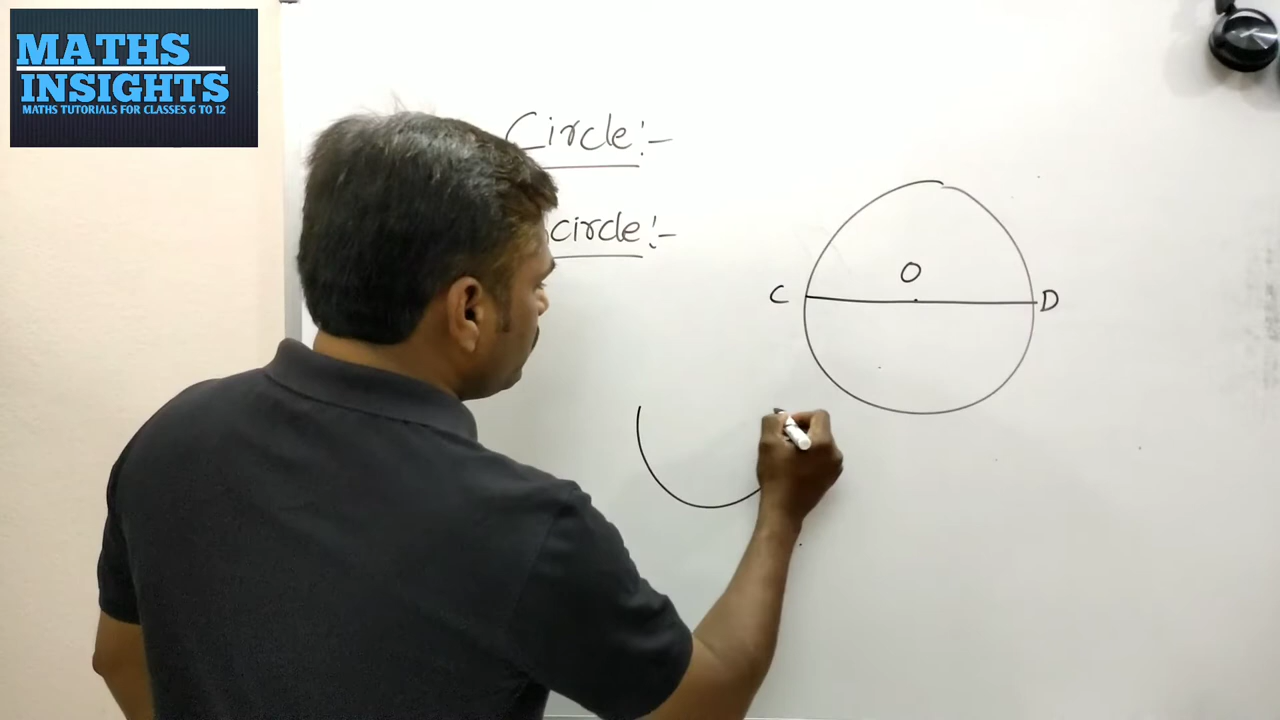 MATHS
INSIGHTS
MATHS TUTORIALS FOR CLASSES 6 TO 12
Circle:-
circle:-
O
C
D